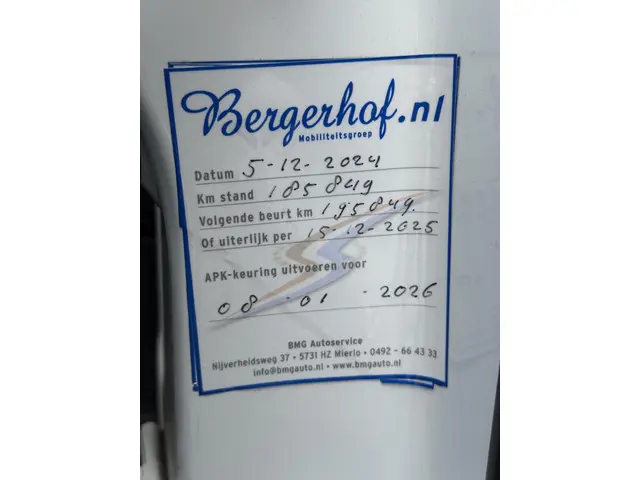 Bergerhof.nl
Mobiliteitsgroep
Datum 5-12-2024
Km stand 185849
Volgende beurt km 195849.
Of uiterlijk per 15-12-2025
APK-keuring uitvoeren voor
08-01-2026
BMG Autoservice
Nijverheidsweg 37 • 5731 HZ Mierlo • 0492 - 66 43 33
info@bmgauto.nl • www.bmgauto.nl